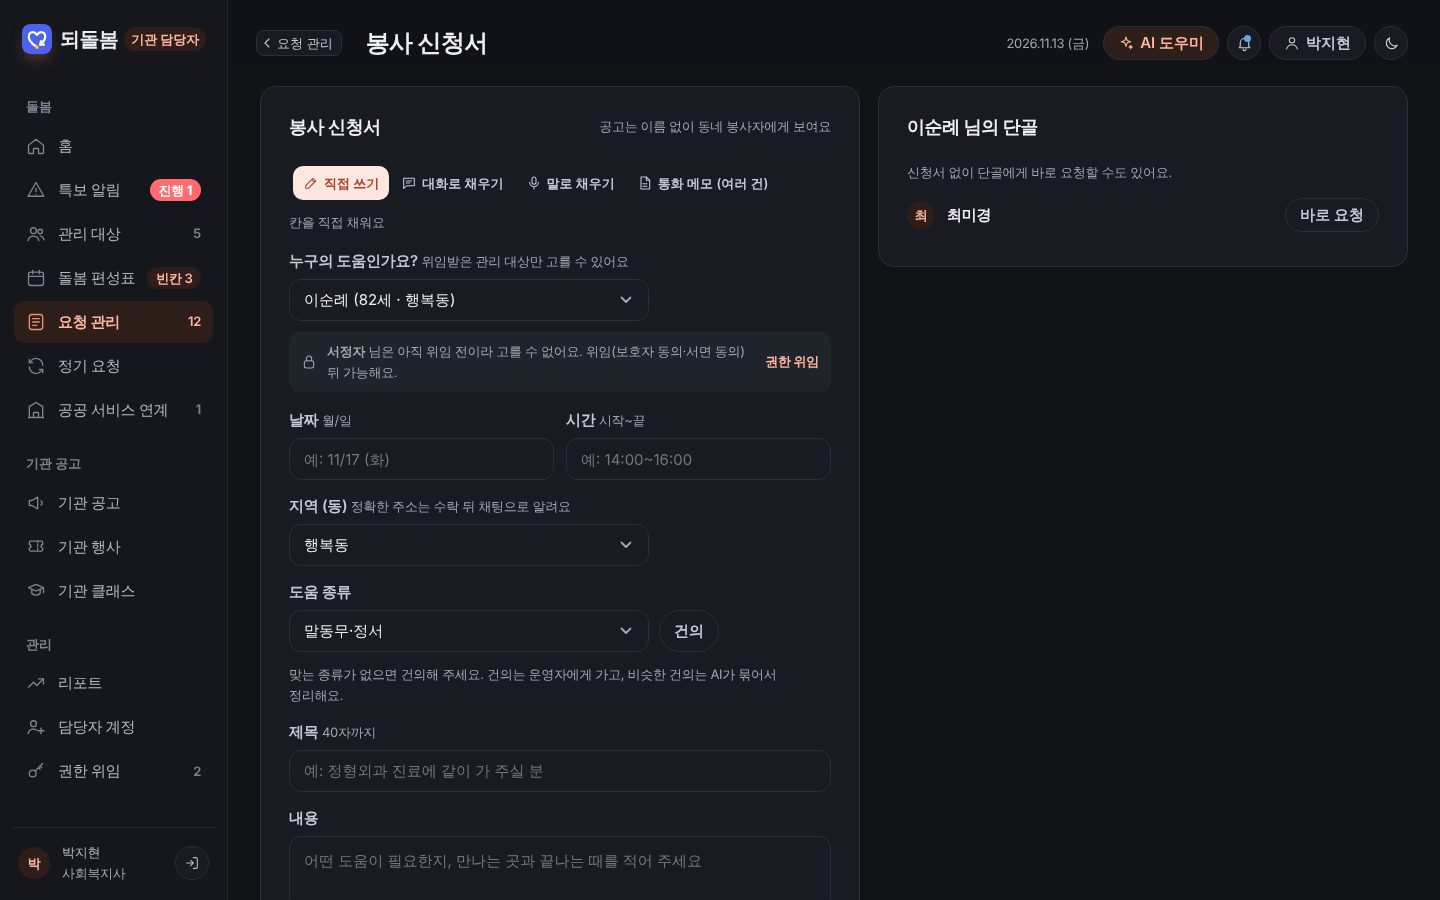 되돌봄 기관 담당자
돌봄
홈
특보 알림 진행 1
관리 대상 5
돌봄 편성표 빈칸 3
요청 관리 12
정기 요청
공공 서비스 연계 1
기관 공고
기관 공고
기관 행사
기관 클래스
관리
리포트
담당자 계정
권한 위임 2
박 박지현
사회복지사
요청 관리 봉사 신청서 2026.11.13 (금) AI 도우미 박지현
봉사 신청서 공고는 이름 없이 동네 봉사자에게 보여요
직접 쓰기 대화로 채우기 말로 채우기 통화 메모 (여러 건)
칸을 직접 채워요
누구의 도움인가요? 위임받은 관리 대상만 고를 수 있어요
이순례 (82세 · 행복동)
서정자 님은 아직 위임 전이라 고를 수 없어요. 위임(보호자 동의·서면 동의)
뒤 가능해요.
권한 위임
날짜 월/일 시간 시작~끝
예: 11/17 (화) 예: 14:00~16:00
지역 (동) 정확한 주소는 수락 뒤 채팅으로 알려요
행복동
도움 종류
말동무·정서 건의
맞는 종류가 없으면 건의해 주세요. 건의는 운영자에게 가고, 비슷한 건의는 AI가 묶어서
정리해요.
제목 40자까지
예: 정형외과 진료에 같이 가 주실 분
내용
어떤 도움이 필요한지, 만나는 곳과 끝나는 때를 적어 주세요
이순례 님의 단골
신청서 없이 단골에게 바로 요청할 수도 있어요.
최 최미경 바로 요청